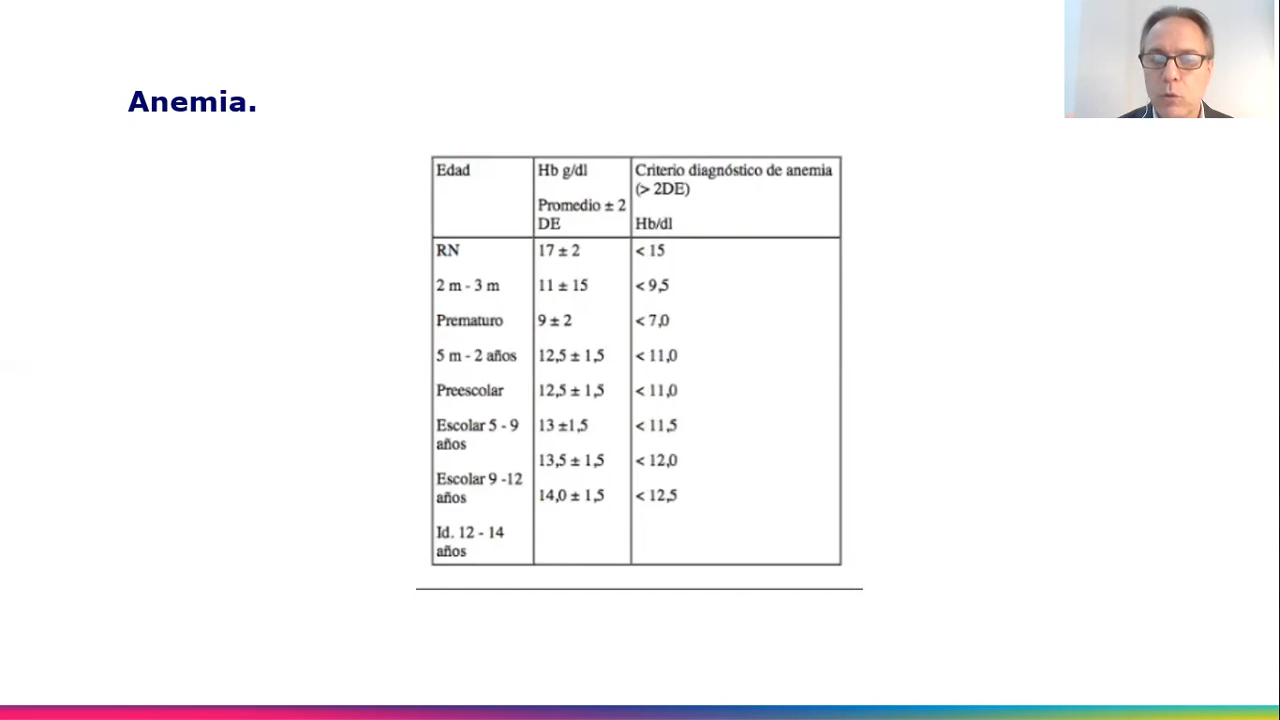 Anemia.
Edad
Hb g/dl
Promedio ± 2
DE
Criterio diagnóstico de anemia
(> 2DE)
Hb/dl
RN
17 ± 2
< 15
2 m - 3 m
11 ± 15
< 9,5
Prematuro
9 ± 2
< 7,0
5 m - 2 años
12,5 ± 1,5
< 11,0
Preescolar
12,5 ± 1,5
< 11,0
Escolar 5 - 9
años
13 ±1,5
< 11,5
Escolar 9 -12
años
13,5 ± 1,5
< 12,0
Id. 12 - 14
años
14,0 ± 1,5
< 12,5